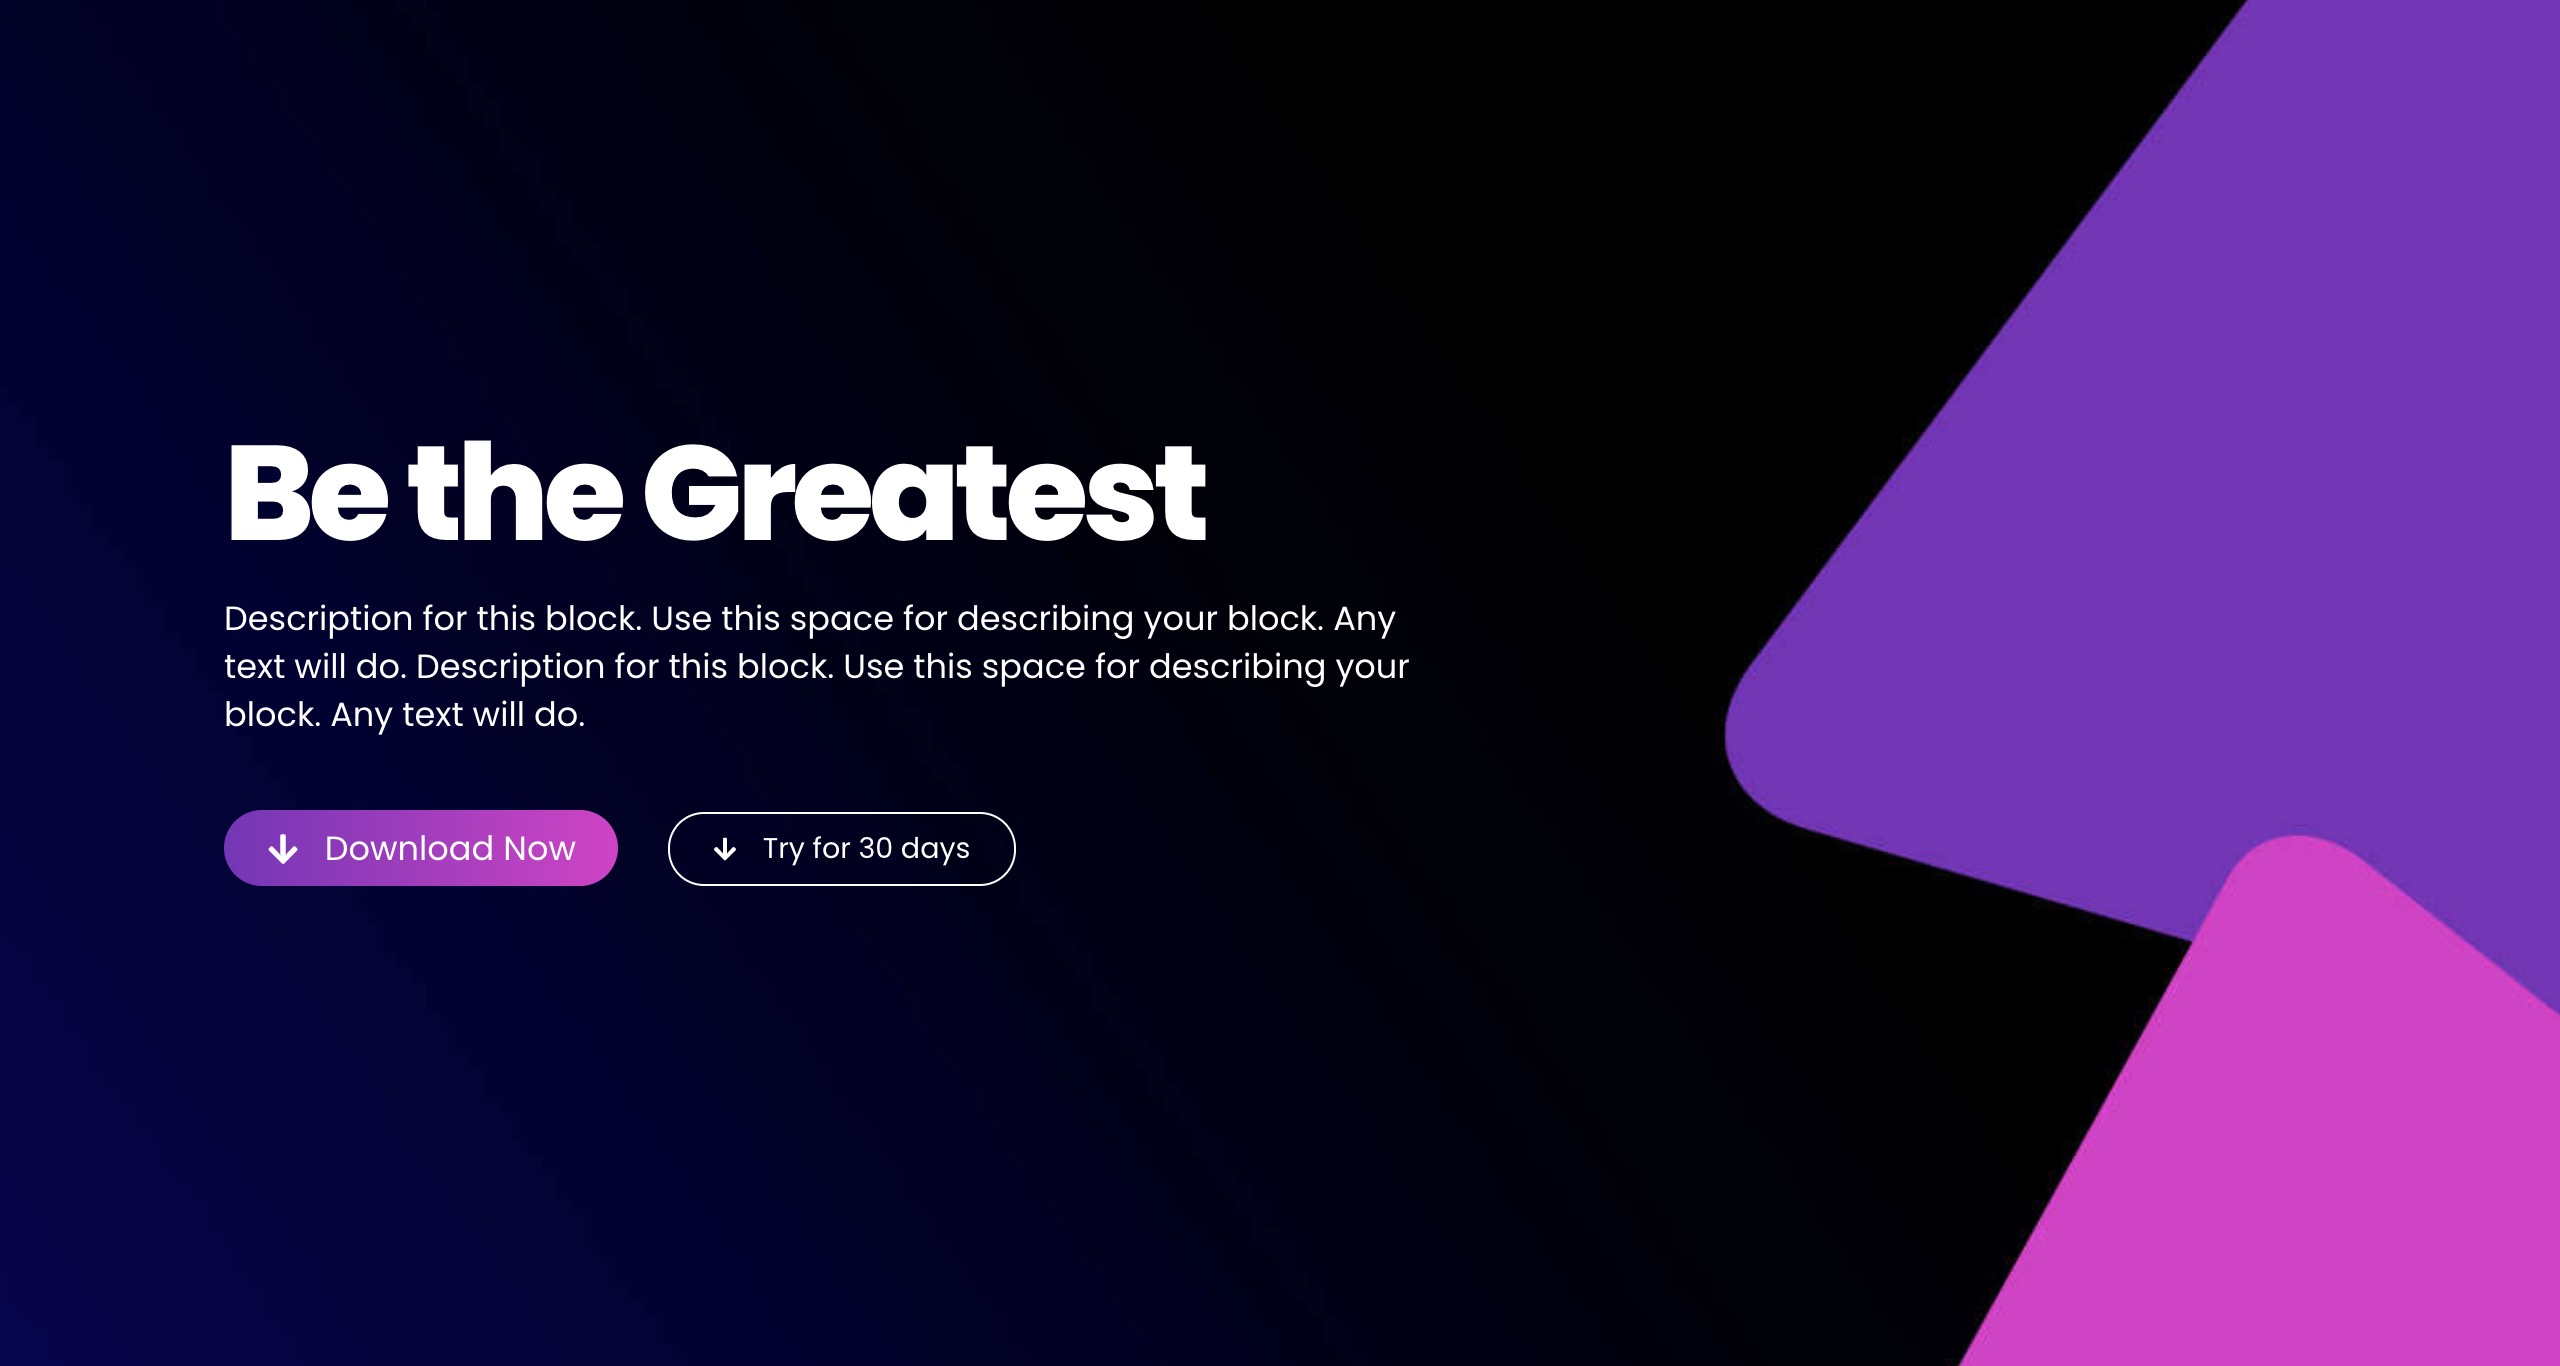 Be the Greatest
Description for this block. Use this space for describing your block. Any
text will do. Description for this block. Use this space for describing your
block. Any text will do.
Download Now
Try for 30 days